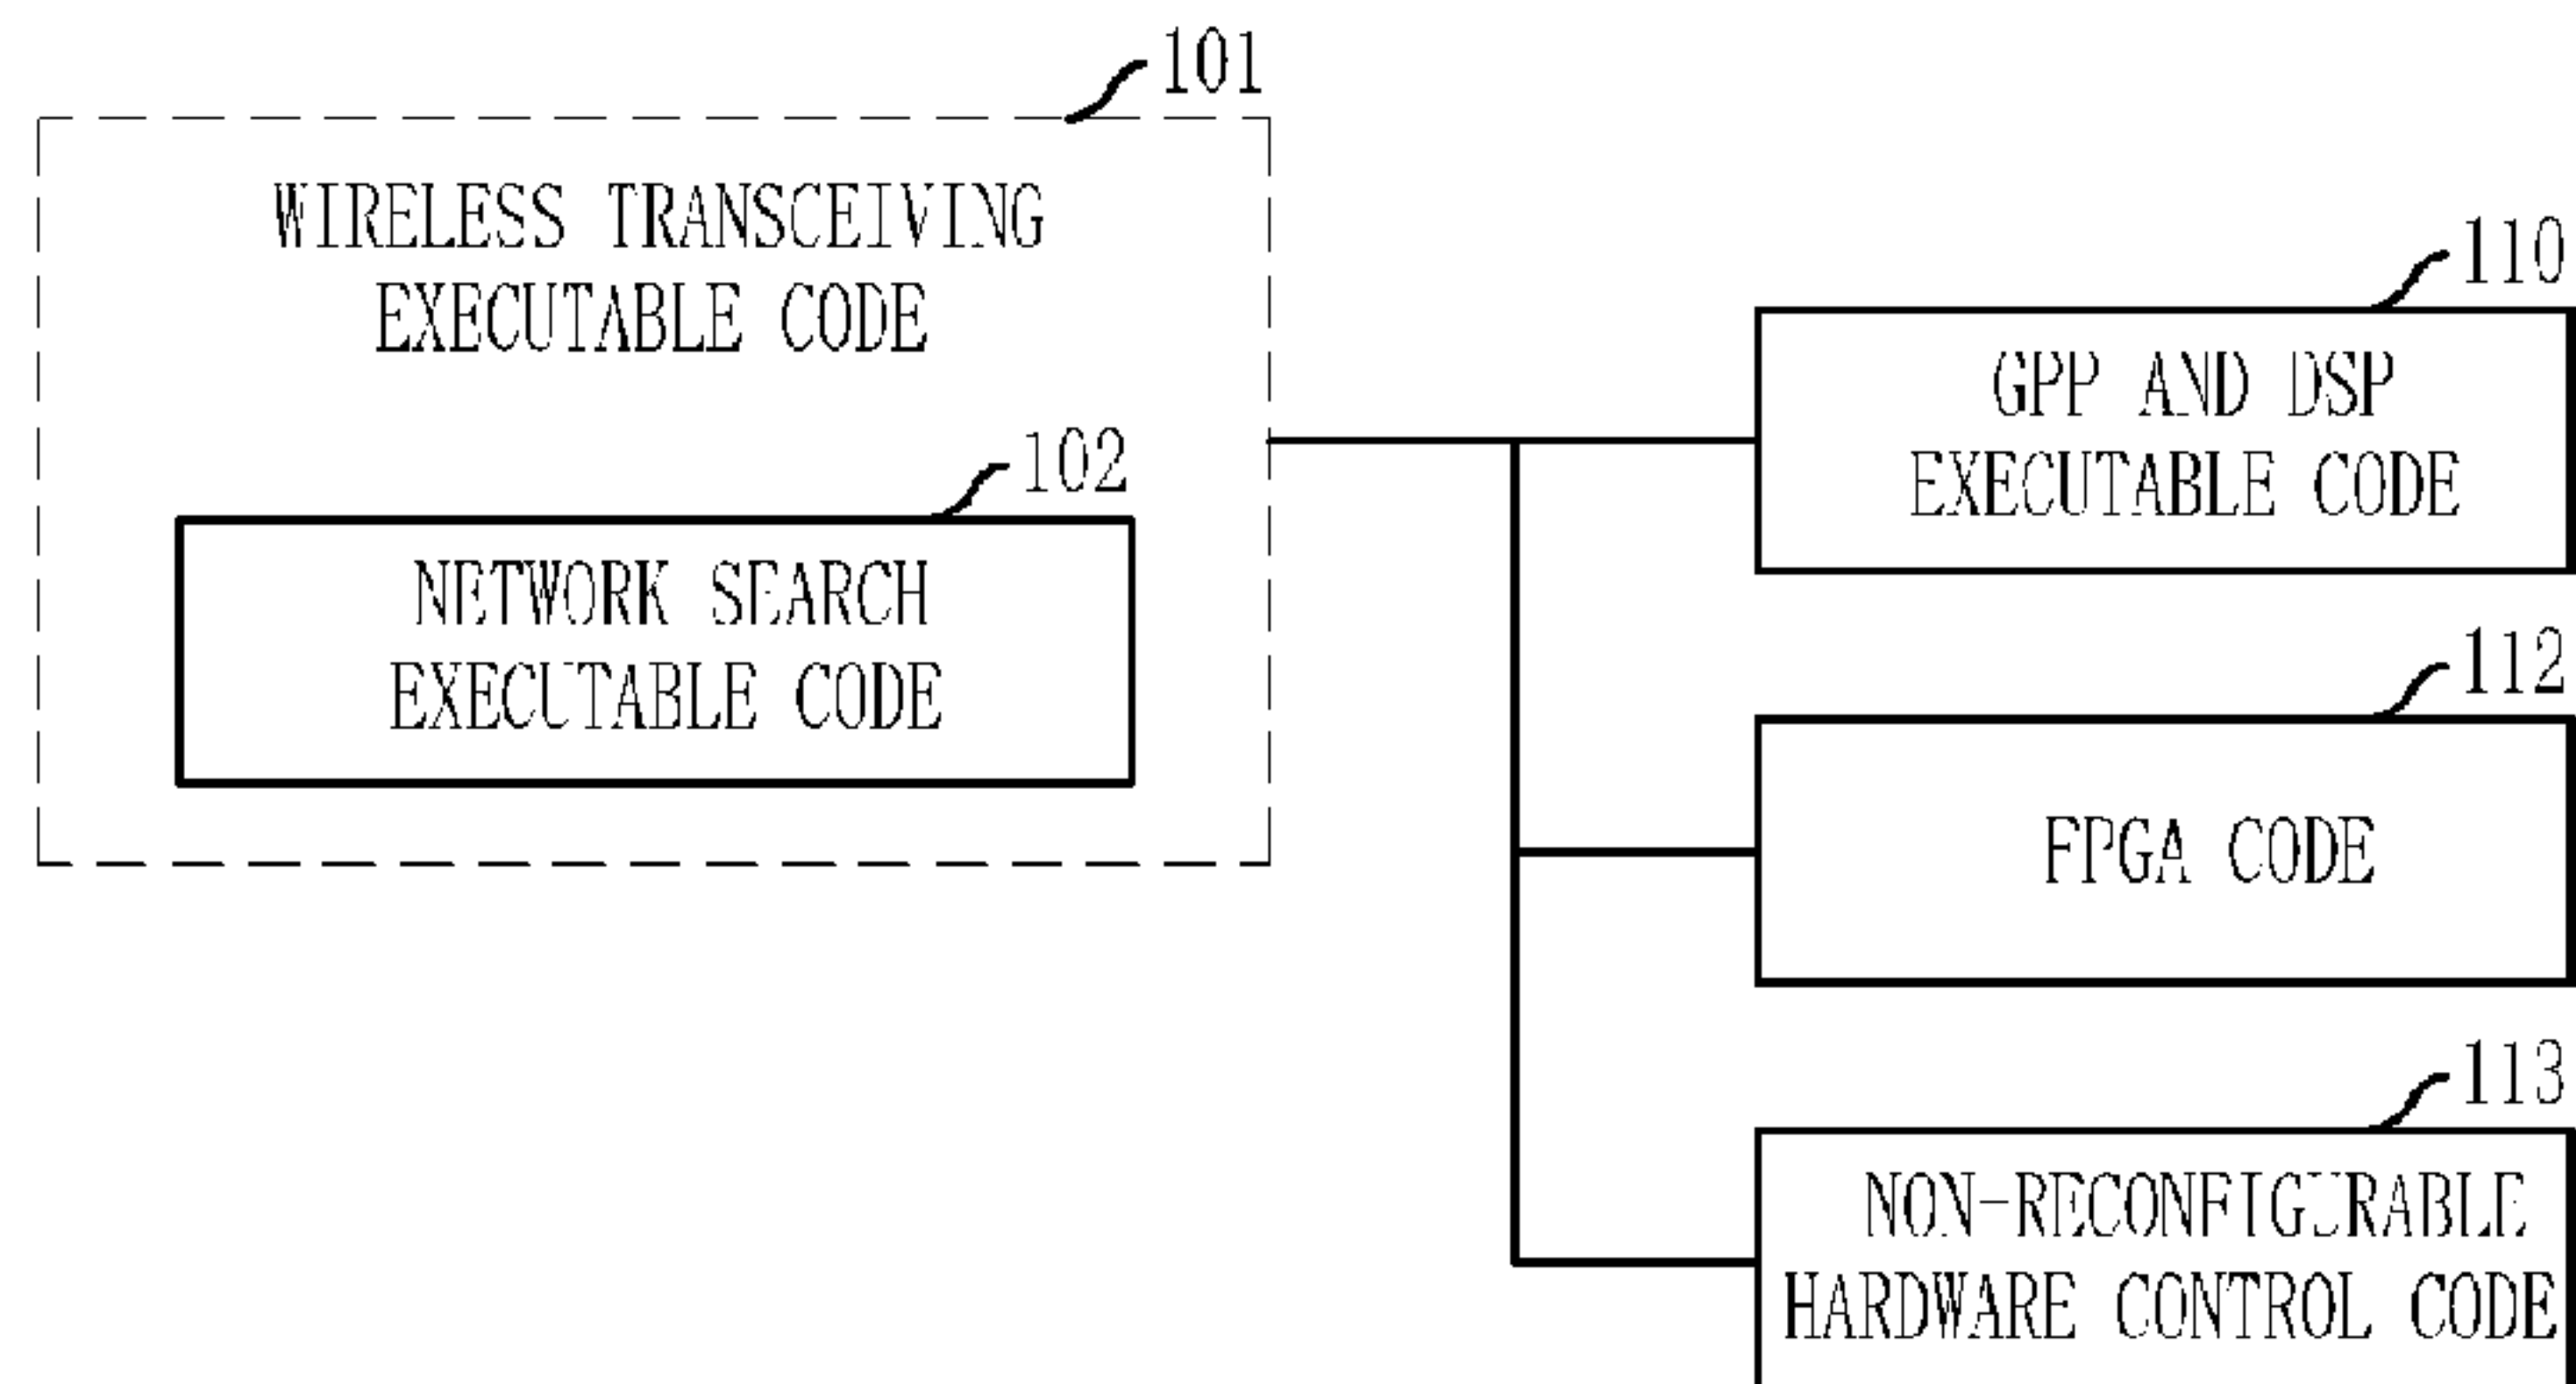 101
WIRELESS TRANSCEIVING
EXECUTABLE CODE
102
NETWORK SEARCH
EXECUTABLE CODE
110
GPP AND DSP
EXECUTABLE CODE
112
FPGA CODE
113
NON-RECONFIGURABLE
HARDWARE CONTROL CODE